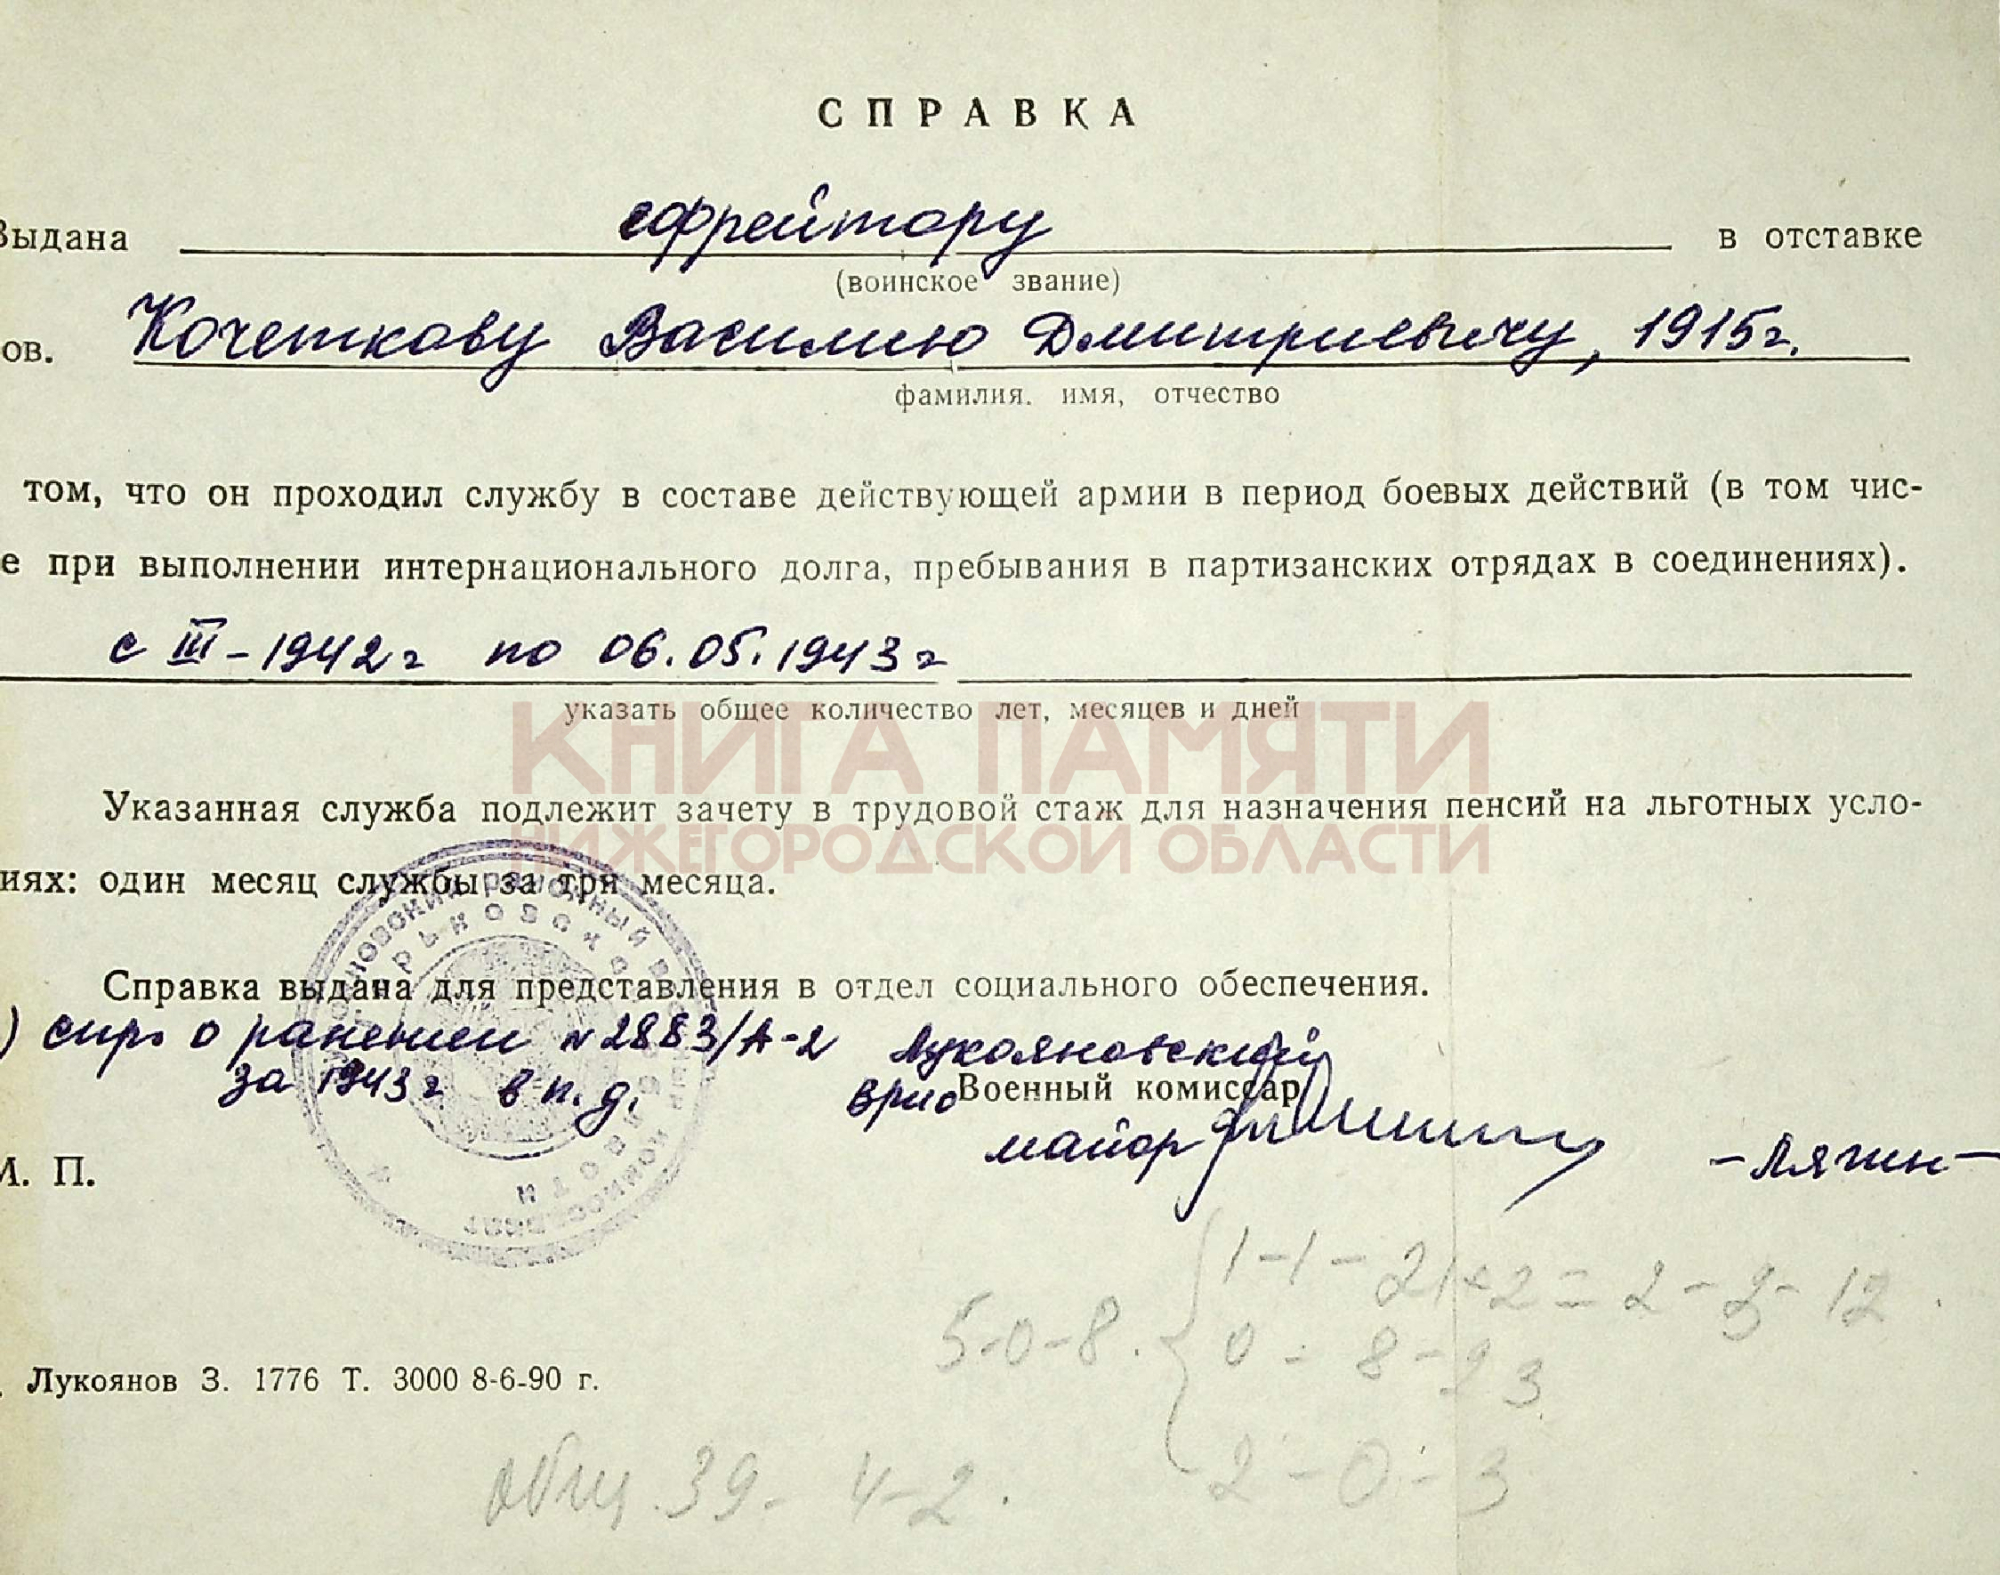 СПРАВКА
Выдана ефрейтору в отставке
(воинское звание)
ов. Кочеткову Василию Дмитриевичу, 1915г.
фамилия. имя, отчество
том, что он проходил службу в составе действующей армии в период боевых действий (в том чис-
е при выполнении интернационального долга, пребывания в партизанских отрядах в соединениях).
с III-1942г по 06.05.1943г
указать общее количество лет, месяцев и дней
КНИГА ПАМЯТИ
НИЖЕГОРОДСКОЙ ОБЛАСТИ
Указанная служба подлежит зачету в трудовой стаж для назначения пенсий на льготных усло-
иях: один месяц службы за три месяца.
Справка выдана для представления в отдел социального обеспечения.
) спр. о ранении N2883/А-2 Лукояновский
за 1943г в п.д. врио Военный комиссар
майор -Лягин-
М. П.
1-1-21+2=2-2-12
5-0-8. 0-8-23
Лукоянов З. 1776 Т. 3000 8-6-90 г.
общ. 39-4-2. 2-0-3